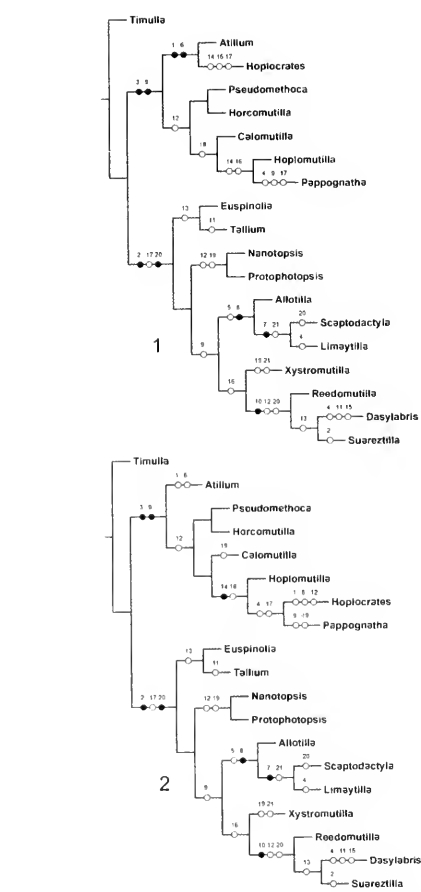 Timulla
1 6
Atillum
14 16 17
Hoplocrates
3 9
Pseudomethoca
Horcomutilla
12
Calomutilla
18
14 16
Hoplomutilla
4 9 17
Pappognatha
13
Euspinolia
11
Tallium
2 17 20
12 19
Nanotopsis
Protophotopsis
5 8
Allotilla
20
Scaptodactyla
7 21
4
Limaytilla
1
9
19 21
Xystromutilla
16
Reedomutilla
10 12 20
4 11 15
Dasylabris
13
2
Suareztilla
Timulla
1 6
Atillum
3 9
Pseudomethoca
Horcomutilla
12
Calomutilla
14 16
Hoplomutilla
1 6 12
Hoplocrates
4 17
Pappognatha
13
Euspinolia
11
Tallium
2 17 20
12 19
Nanotopsis
Protophotopsis
5 8
Allotilla
20
Scaptodactyla
7 21
4
Limaytilla
2
9
19 21
Xystromutilla
16
Reedomutilla
10 12 20
4 11 15
Dasylabris
13
2
Suareztilla